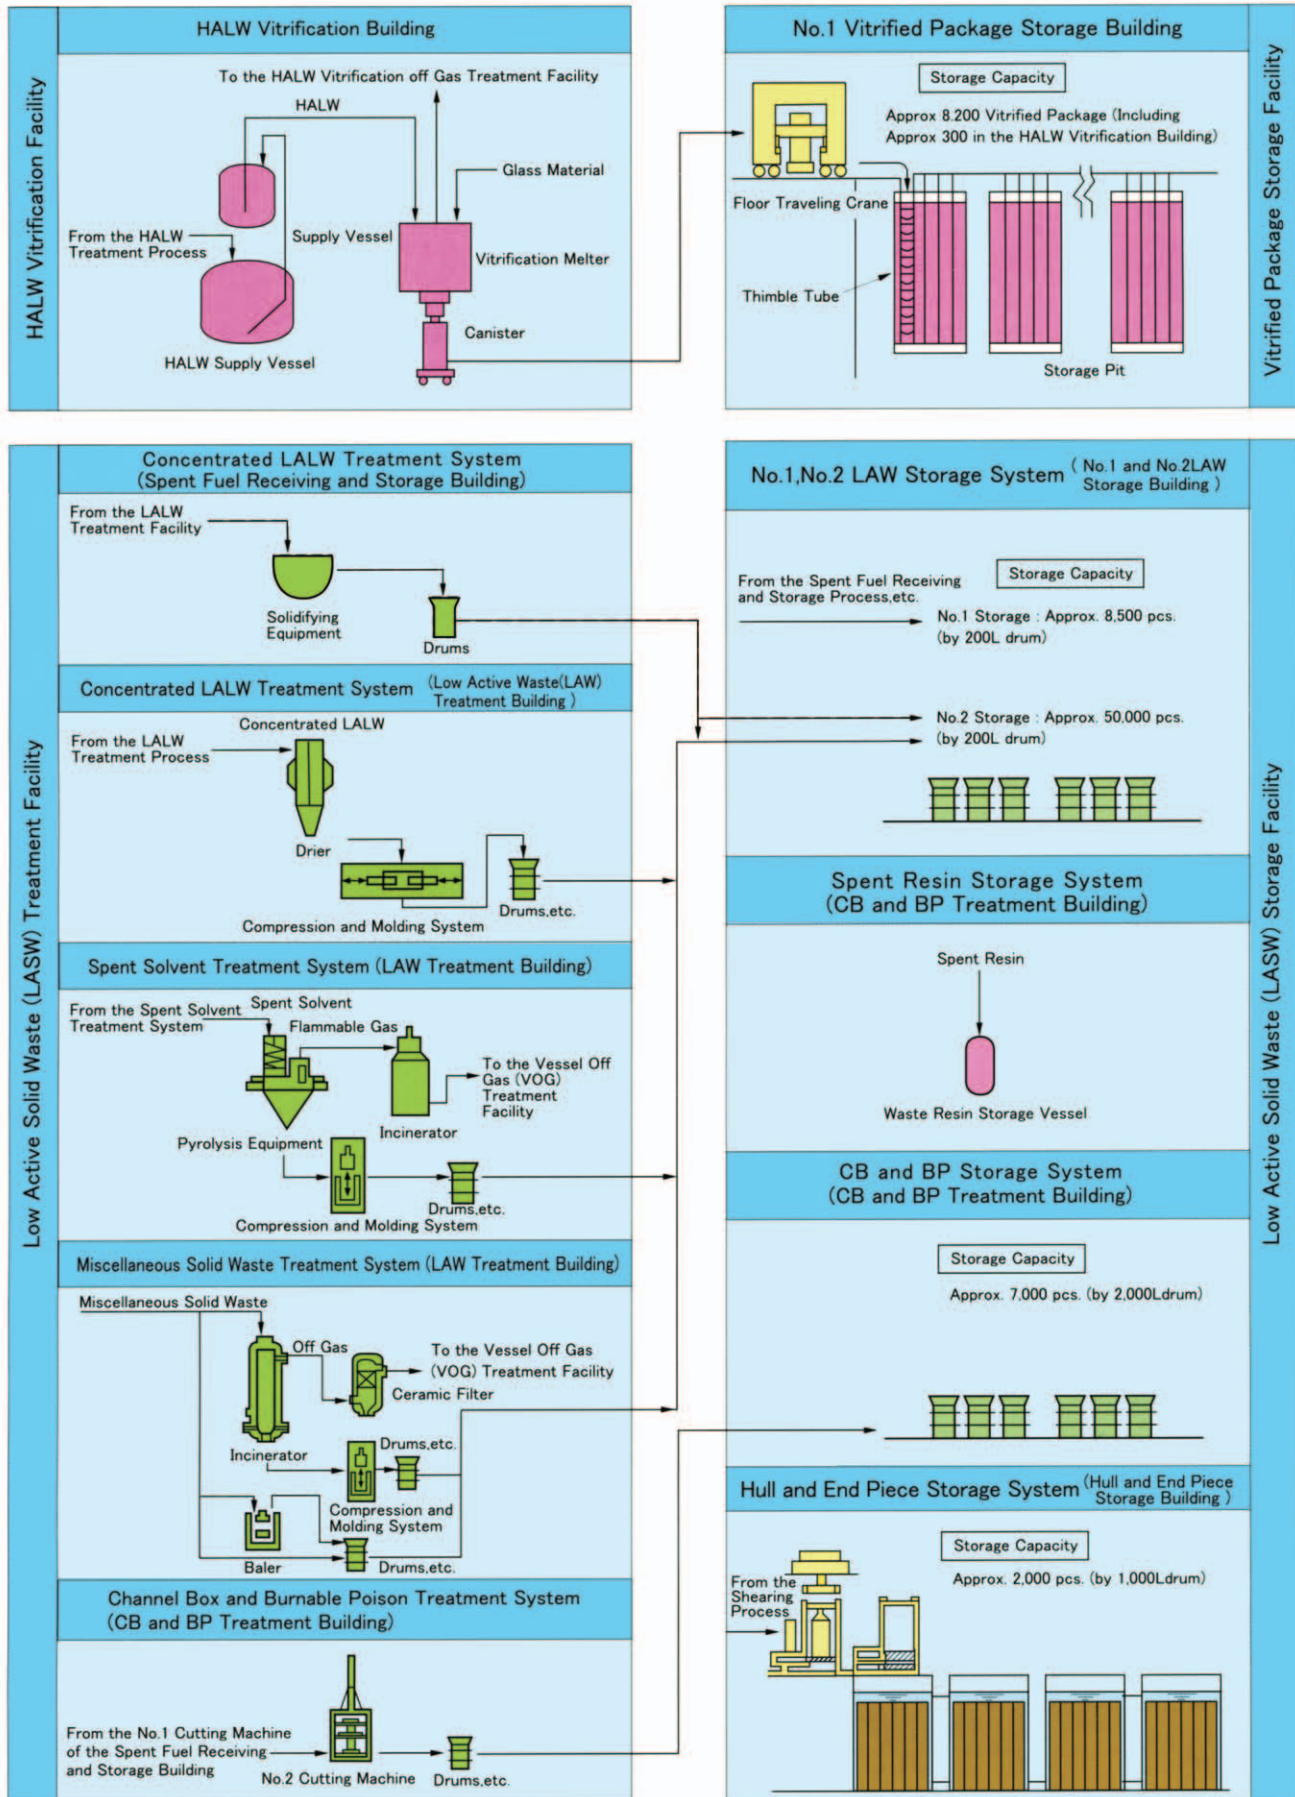 HALW Vitrification Facility
HALW Vitrification Building
To the HALW Vitrification off Gas Treatment Facility
HALW
Glass Material
From the HALW
Treatment Process
Supply Vessel
Vitrification Melter
Canister
HALW Supply Vessel
No.1 Vitrified Package Storage Building
Storage Capacity
Approx 8.200 Vitrified Package (Including
Approx 300 in the HALW Vitrification Building)
Floor Traveling Crane
Thimble Tube
Storage Pit
Vitrified Package Storage Facility
Low Active Solid Waste (LASW) Treatment Facility
Concentrated LALW Treatment System
(Spent Fuel Receiving and Storage Building)
From the LALW
Treatment Facility
Solidifying
Equipment
Drums
Concentrated LALW Treatment System (Low Active Waste(LAW)
Treatment Building )
Concentrated LALW
From the LALW
Treatment Process
Drier
Drums,etc.
Compression and Molding System
Spent Solvent Treatment System (LAW Treatment Building)
From the Spent Solvent
Treatment System
Spent Solvent
Flammable Gas
To the Vessel Off
Gas (VOG)
Treatment
Facility
Incinerator
Pyrolysis Equipment
Drums,etc.
Compression and Molding System
Miscellaneous Solid Waste Treatment System (LAW Treatment Building)
Miscellaneous Solid Waste
Off Gas
To the Vessel Off Gas
(VOG) Treatment Facility
Ceramic Filter
Incinerator
Drums,etc.
Compression and
Molding System
Baler
Drums,etc.
Channel Box and Burnable Poison Treatment System
(CB and BP Treatment Building)
From the No.1 Cutting Machine
of the Spent Fuel Receiving
and Storage Building
No.2 Cutting Machine
Drums,etc.
No.1,No.2 LAW Storage System ( No.1 and No.2LAW
Storage Building )
From the Spent Fuel Receiving
and Storage Process,etc.
Storage Capacity
No.1 Storage : Approx. 8,500 pcs.
(by 200L drum)
No.2 Storage : Approx. 50,000 pcs.
(by 200L drum)
Spent Resin Storage System
(CB and BP Treatment Building)
Spent Resin
Waste Resin Storage Vessel
CB and BP Storage System
(CB and BP Treatment Building)
Storage Capacity
Approx. 7,000 pcs. (by 2,000Ldrum)
Hull and End Piece Storage System (Hull and End Piece
Storage Building )
Storage Capacity
Approx. 2,000 pcs. (by 1,000Ldrum)
From the
Shearing
Process
Low Active Solid Waste (LASW) Storage Facility